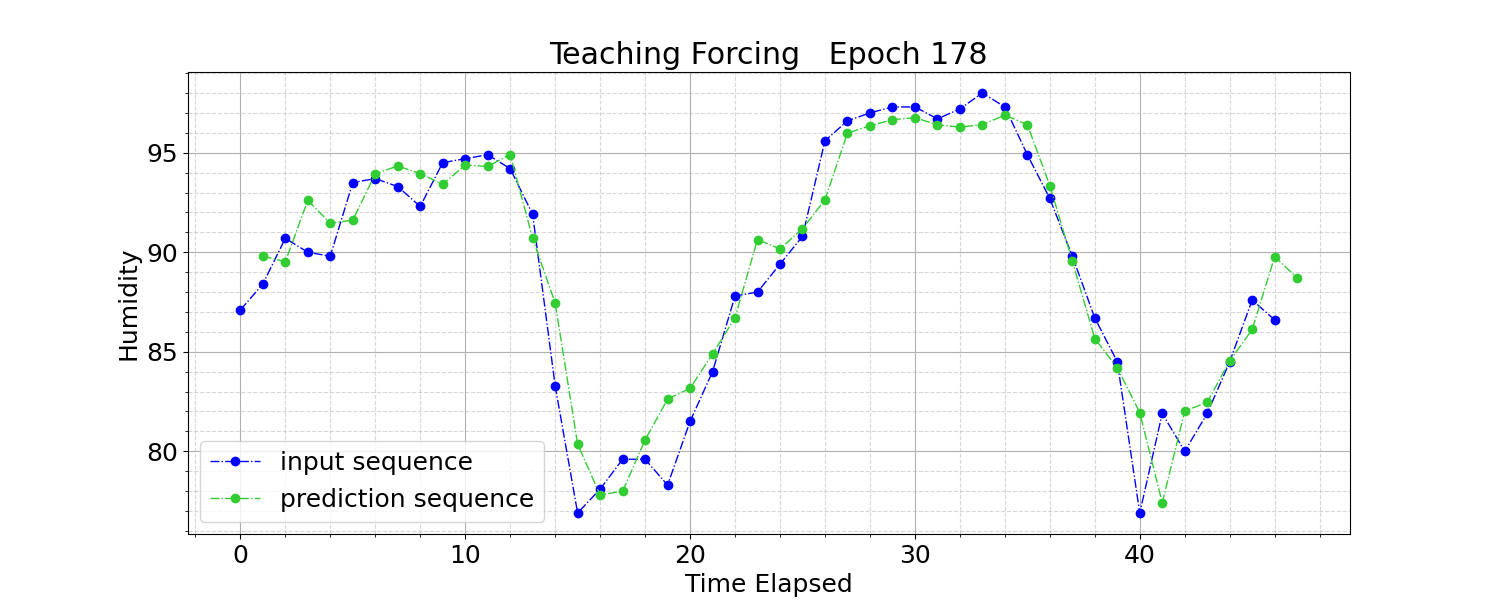 Teaching Forcing   Epoch 178
Humidity
95
90
85
80
input sequence
prediction sequence
0 10 20 30 40
Time Elapsed